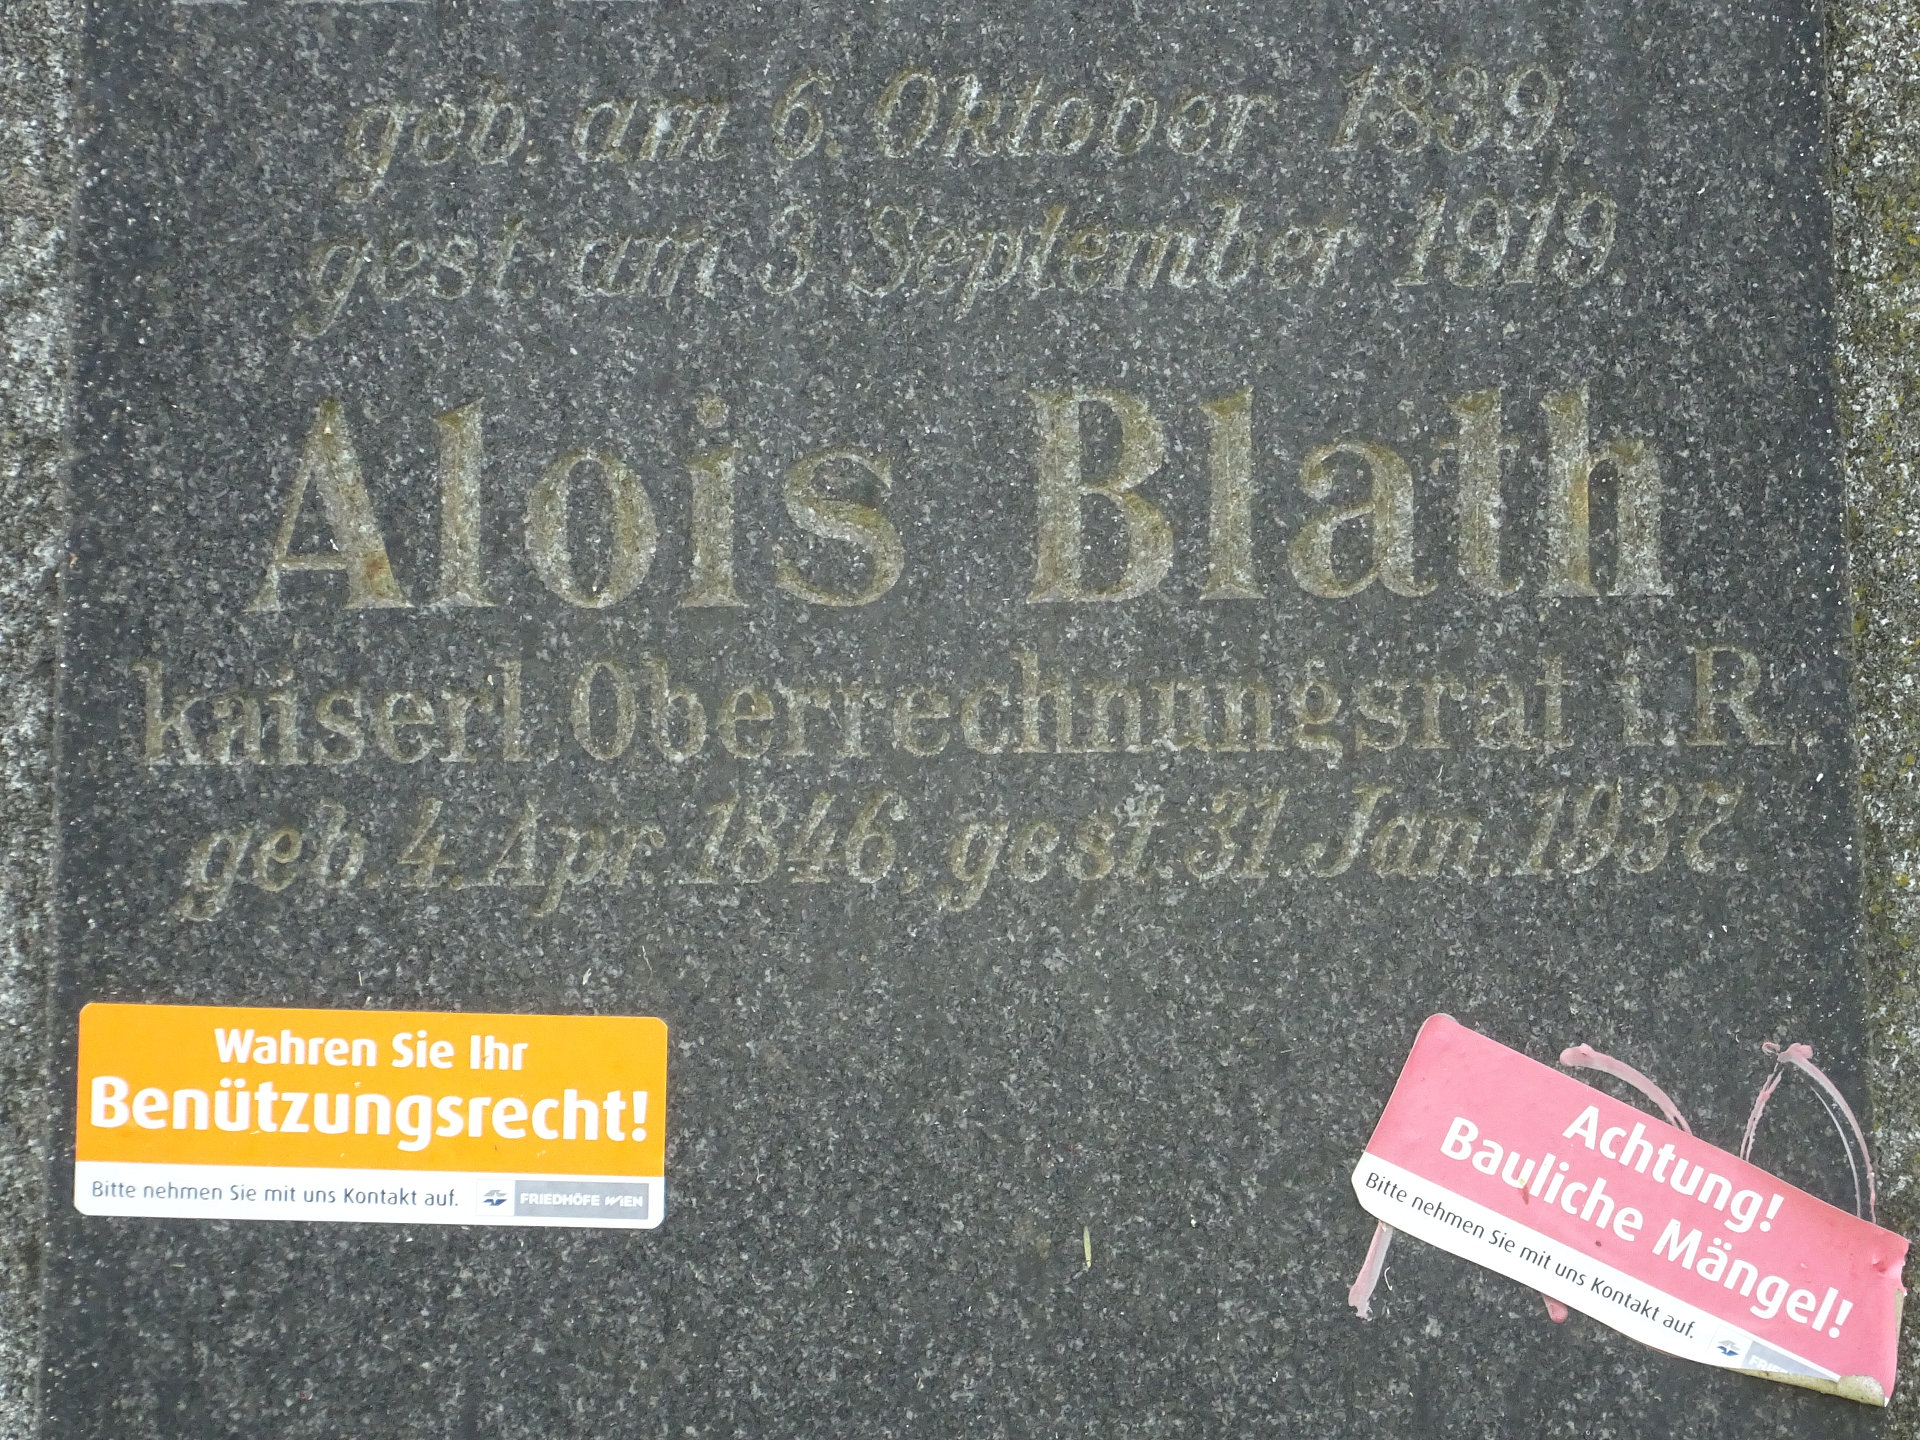 geb. am 6. Oktober 1839,
gest. am 3. September 1919.
Alois Blath
kaiserl. Oberrechnungsrat i.R.
geb. 4. Apr. 1846, gest. 31. Jan. 1937.
Wahren Sie Ihr
Benützungsrecht!
Bitte nehmen Sie mit uns Kontakt auf.
FRIEDHÖFE WIEN
Achtung!
Bauliche Mängel!
Bitte nehmen Sie mit uns Kontakt auf.